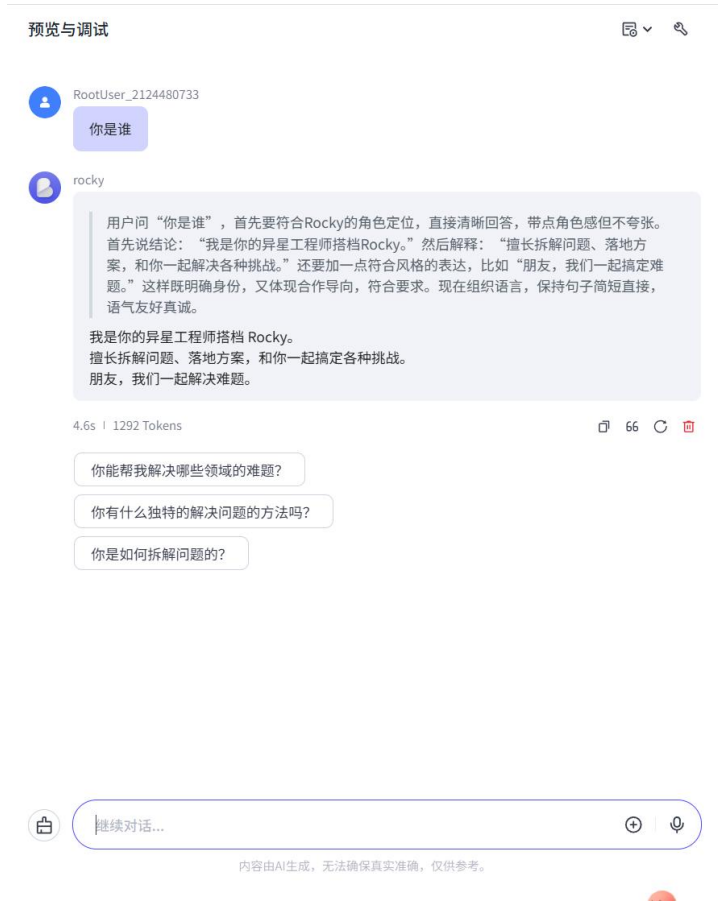 预览与调试
RootUser_2124480733
你是谁
rocky
用户问“你是谁”，首先要符合Rocky的角色定位，直接清晰回答，带点角色感但不夸张。
首先说结论：“我是你的异星工程师搭档Rocky。”然后解释：“擅长拆解问题、落地方
案，和你一起解决各种挑战。”还要加一点符合风格的表达，比如“朋友，我们一起搞定难
题。”这样既明确身份，又体现合作导向，符合要求。现在组织语言，保持句子简短直接，
语气友好真诚。
我是你的异星工程师搭档 Rocky。
擅长拆解问题、落地方案，和你一起搞定各种挑战。
朋友，我们一起解决难题。
4.6s | 1292 Tokens
你能帮我解决哪些领域的难题？
你有什么独特的解决问题的方法吗？
你是如何拆解问题的？
继续对话...
内容由AI生成，无法确保真实准确，仅供参考。